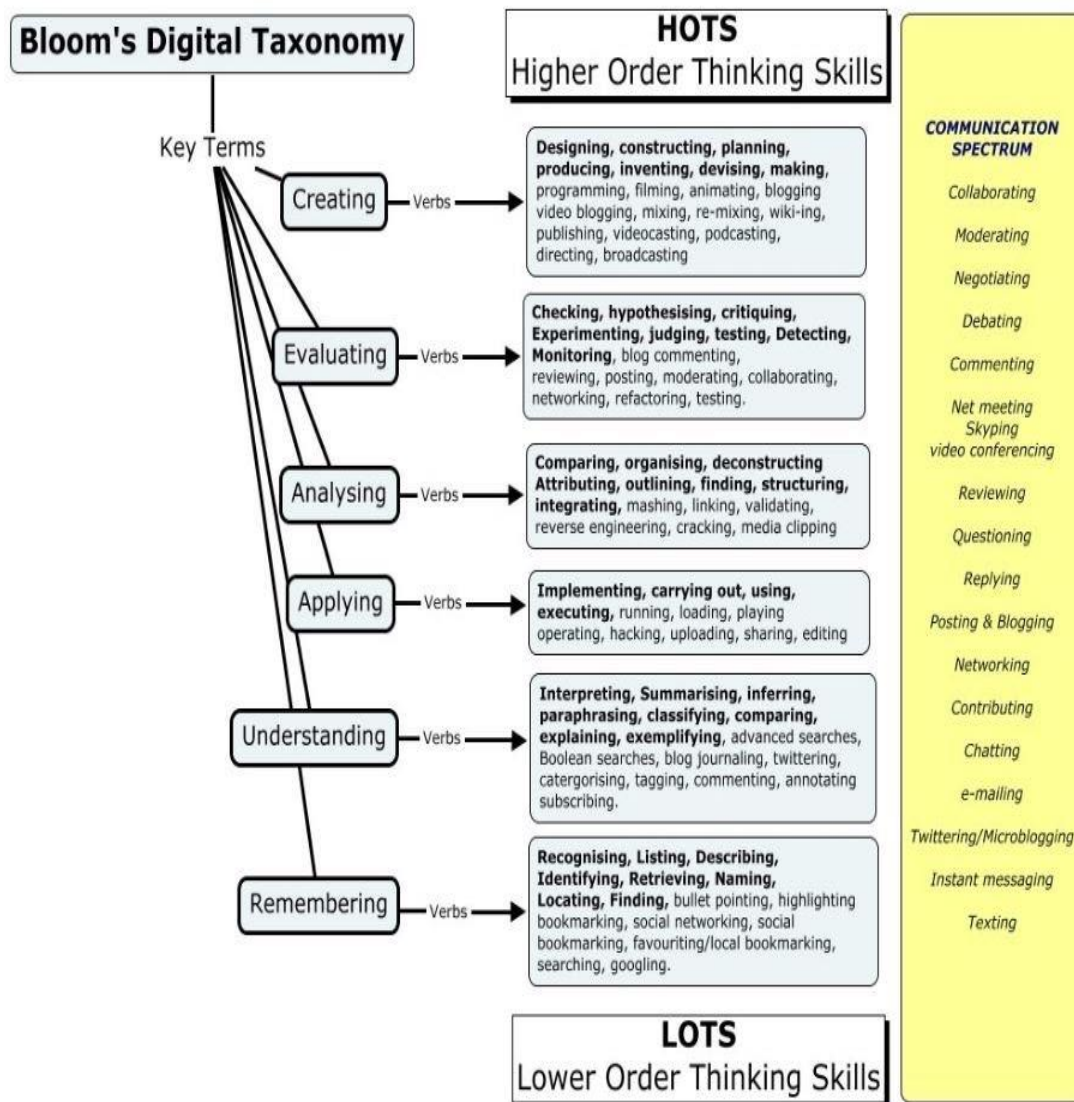 Bloom's Digital Taxonomy
HOTS
Higher Order Thinking Skills
Key Terms
Creating
Verbs
Designing, constructing, planning,
producing, inventing, devising, making,
programming, filming, animating, blogging
video blogging, mixing, re-mixing, wiki-ing,
publishing, videocasting, podcasting,
directing, broadcasting
Evaluating
Verbs
Checking, hypothesising, critiquing,
Experimenting, judging, testing, Detecting,
Monitoring, blog commenting,
reviewing, posting, moderating, collaborating,
networking, refactoring, testing.
Analysing
Verbs
Comparing, organising, deconstructing
Attributing, outlining, finding, structuring,
integrating, mashing, linking, validating,
reverse engineering, cracking, media clipping
Applying
Verbs
Implementing, carrying out, using,
executing, running, loading, playing
operating, hacking, uploading, sharing, editing
Understanding
Verbs
Interpreting, Summarising, inferring,
paraphrasing, classifying, comparing,
explaining, exemplifying, advanced searches,
Boolean searches, blog journaling, twittering,
catergorising, tagging, commenting, annotating
subscribing.
Remembering
Verbs
Recognising, Listing, Describing,
Identifying, Retrieving, Naming,
Locating, Finding, bullet pointing, highlighting
bookmarking, social networking, social
bookmarking, favouriting/local bookmarking,
searching, googling.
LOTS
Lower Order Thinking Skills
COMMUNICATION
SPECTRUM
Collaborating
Moderating
Negotiating
Debating
Commenting
Net meeting
Skyping
video conferencing
Reviewing
Questioning
Replying
Posting & Blogging
Networking
Contributing
Chatting
e-mailing
Twittering/Microblogging
Instant messaging
Texting